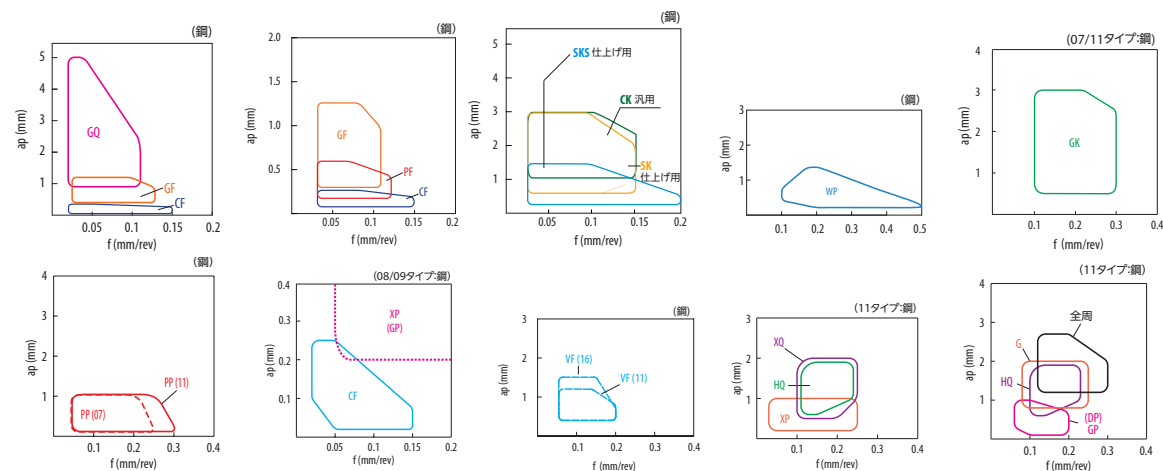 (鋼)
5
4
3
2
1
ap (mm)
GQ
GF
CF
0.05
0.10
0.15
0.20
f (mm/rev)
(鋼)
2.0
1.5
1.0
0.5
ap (mm)
GF
PF
CF
0.05
0.10
0.15
0.20
f (mm/rev)
(鋼)
5
4
3
2
1
ap (mm)
SKS 仕上げ用
CK 汎用
SK
仕上げ用
0.05
0.10
0.15
0.20
f (mm/rev)
(鋼)
3
2
1
ap (mm)
WP
0.1
0.2
0.3
0.4
0.5
f (mm/rev)
(07/11タイプ:鋼)
4
3
2
1
ap(mm)
GK
0.1
0.2
0.3
0.4
f (mm/rev)
(鋼)
4
3
2
1
ap (mm)
PP (11)
PP (07)
0.1
0.2
0.3
0.4
f (mm/rev)
(08/09タイプ:鋼)
0.4
0.3
0.2
0.1
0.4
ap (mm)
XP
(GP)
CF
0.05
0.10
0.15
0.2
f (mm/rev)
(鋼)
3
2
1
ap (mm)
VF (16)
VF (11)
0.1
0.2
0.3
0.4
f (mm/rev)
(11タイプ:鋼)
3
2
1
ap (mm)
XQ
HQ
XP
0.1
0.2
0.3
0.4
f (mm/rev)
(11タイプ:鋼)
4
3
2
1
ap (mm)
全周
G
HQ
(DP)
GP
0.1
0.2
0.3
0.4
f (mm/rev)